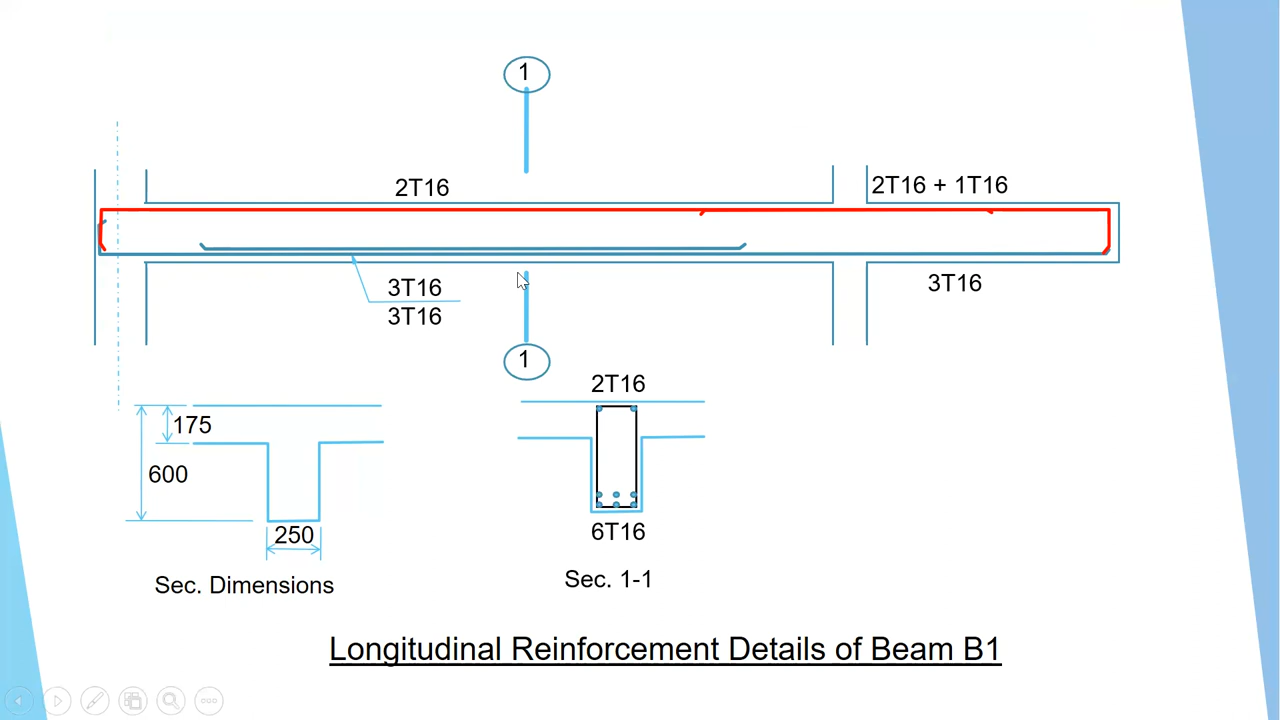 1
2T16
2T16 + 1T16
3T16
3T16
3T16
1
2T16
175
600
250
6T16
Sec. Dimensions
Sec. 1-1
Longitudinal Reinforcement Details of Beam B1